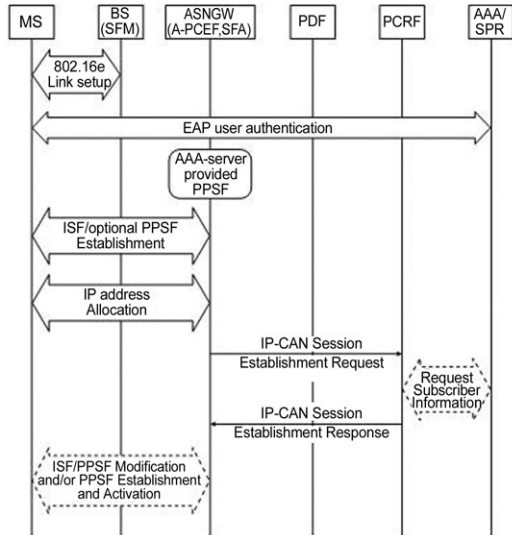 MS
BS
(SFM)
ASNGW
(A-PCEF,SFA)
PDF
PCRF
AAA/
SPR
802.16e
Link setup
EAP user authentication
AAA-server
provided
PPSF
ISF/optional PPSF
Establishment
IP address
Allocation
IP-CAN Session
Establishment Request
Request
Subscriber
Information
IP-CAN Session
Establishment Response
ISF/PPSF Modification
and/or PPSF Establishment
and Activation